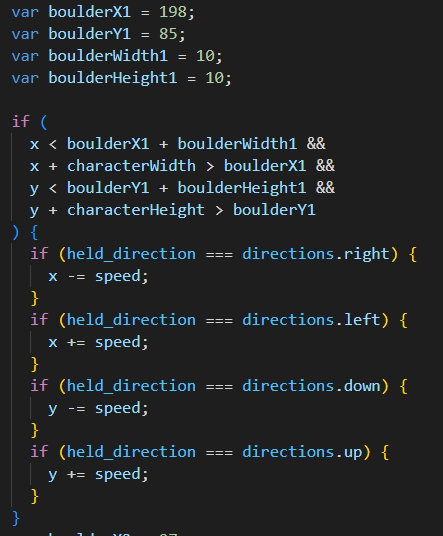 var boulderX1 = 198;
var boulderY1 = 85;
var boulderWidth1 = 10;
var boulderHeight1 = 10;

if (
  x < boulderX1 + boulderWidth1 &&
  x + characterWidth > boulderX1 &&
  y < boulderY1 + boulderHeight1 &&
  y + characterHeight > boulderY1
) {
  if (held_direction === directions.right) {
    x -= speed;
  }
  if (held_direction === directions.left) {
    x += speed;
  }
  if (held_direction === directions.down) {
    y -= speed;
  }
  if (held_direction === directions.up) {
    y += speed;
  }
}